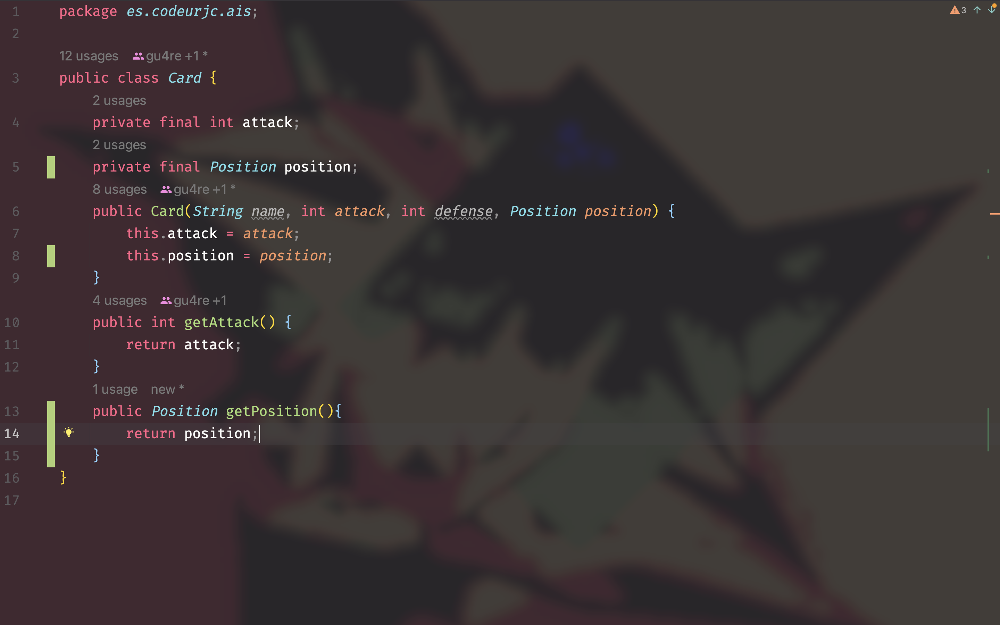 1 package es.codeurjc.ais;
3
2
12 usages gu4re +1 *
3 public class Card {
2 usages
4 private final int attack;
2 usages
5 private final Position position;
8 usages gu4re +1 *
6 public Card(String name, int attack, int defense, Position position) {
7 this.attack = attack;
8 this.position = position;
9 }
4 usages gu4re +1
10 public int getAttack() {
11 return attack;
12 }
1 usage new *
13 public Position getPosition(){
14 return position;
15 }
16 }
17